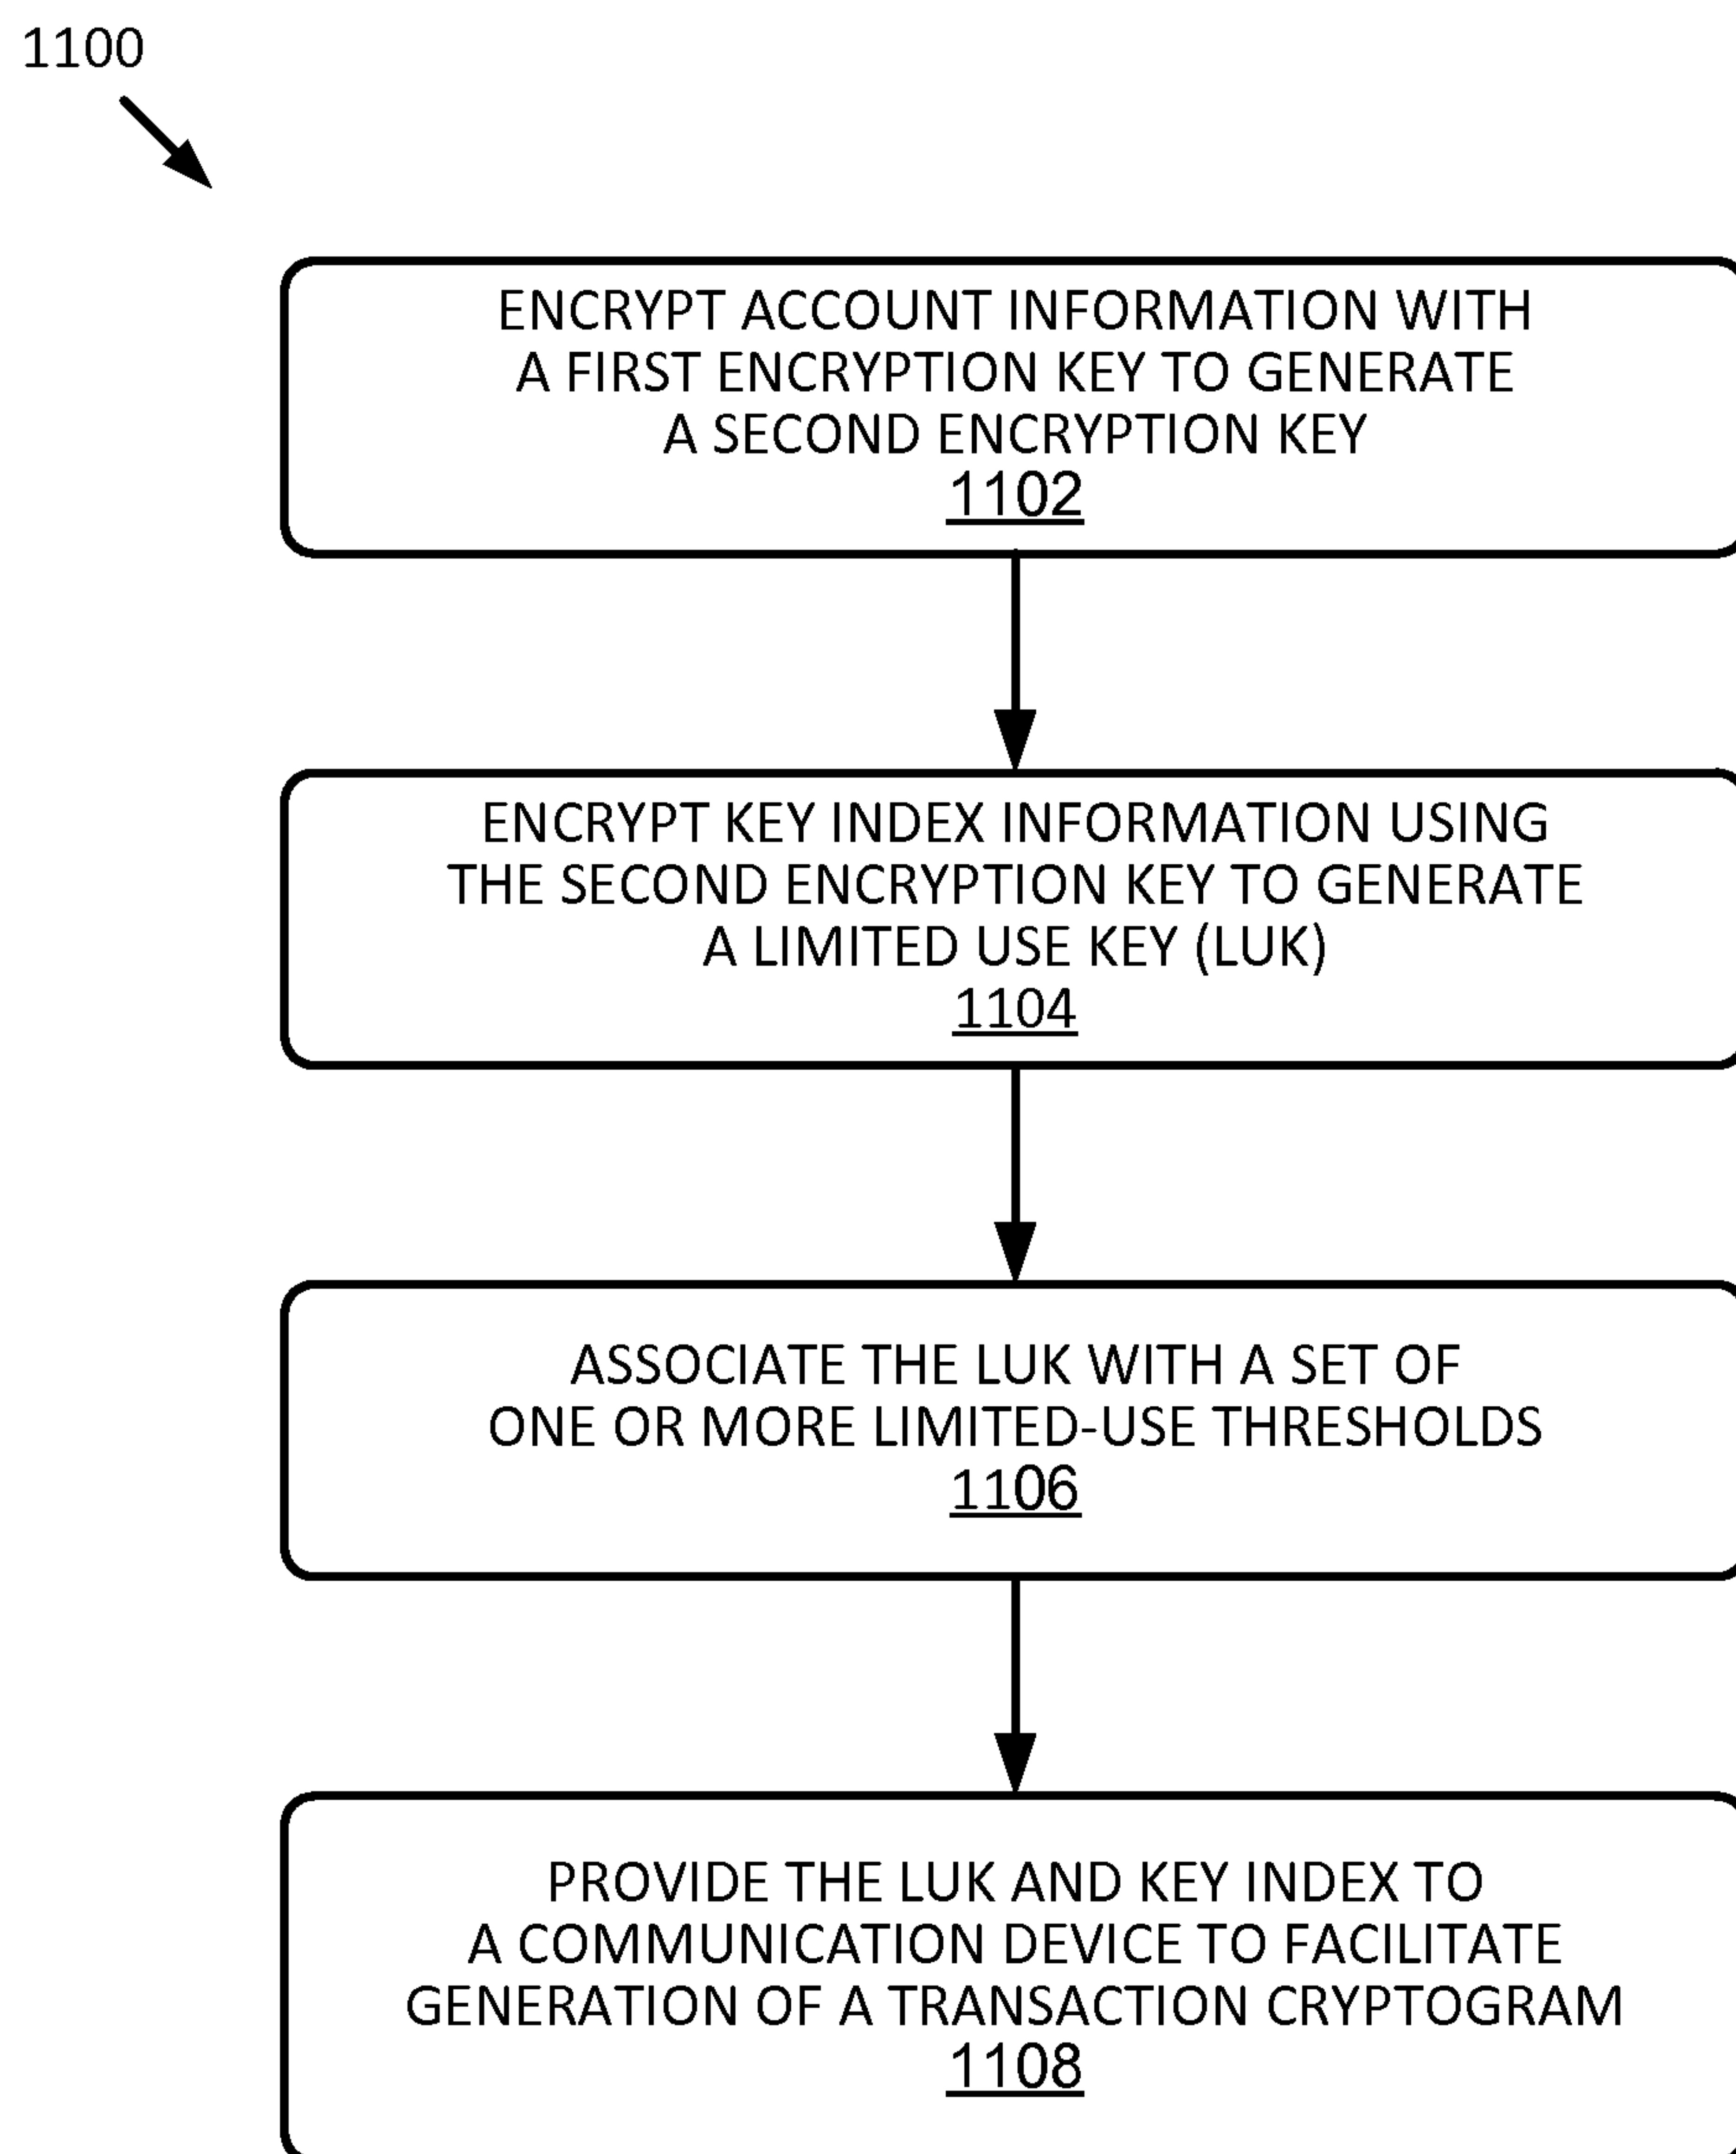 1100
ENCRYPT ACCOUNT INFORMATION WITH
A FIRST ENCRYPTION KEY TO GENERATE
A SECOND ENCRYPTION KEY
1102
ENCRYPT KEY INDEX INFORMATION USING
THE SECOND ENCRYPTION KEY TO GENERATE
A LIMITED USE KEY (LUK)
1104
ASSOCIATE THE LUK WITH A SET OF
ONE OR MORE LIMITED-USE THRESHOLDS
1106
PROVIDE THE LUK AND KEY INDEX TO
A COMMUNICATION DEVICE TO FACILITATE
GENERATION OF A TRANSACTION CRYPTOGRAM
1108